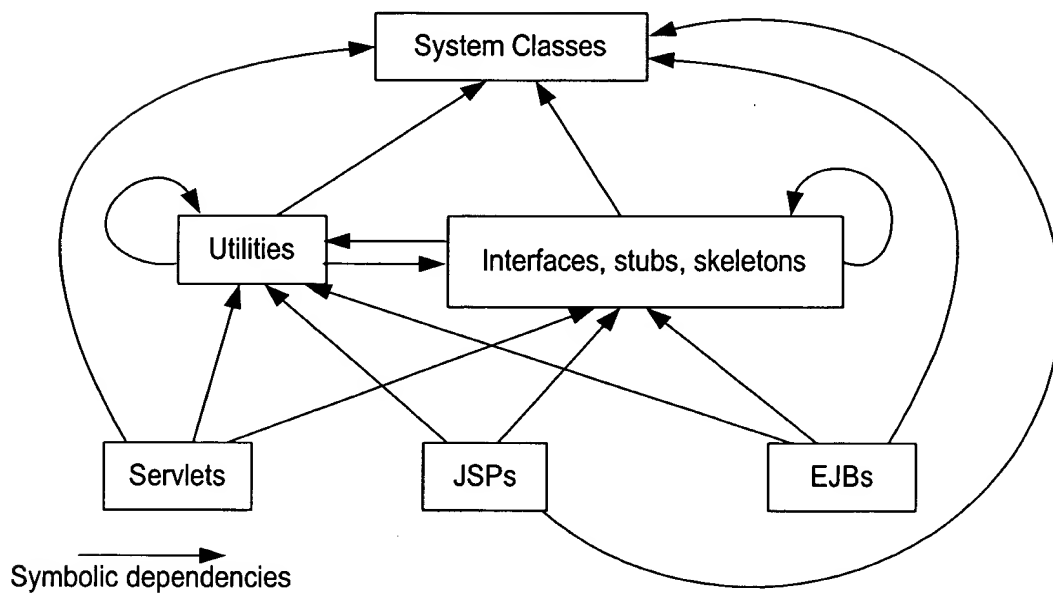 System Classes
Utilities
Interfaces, stubs, skeletons
Servlets
JSPs
EJBs
Symbolic dependencies